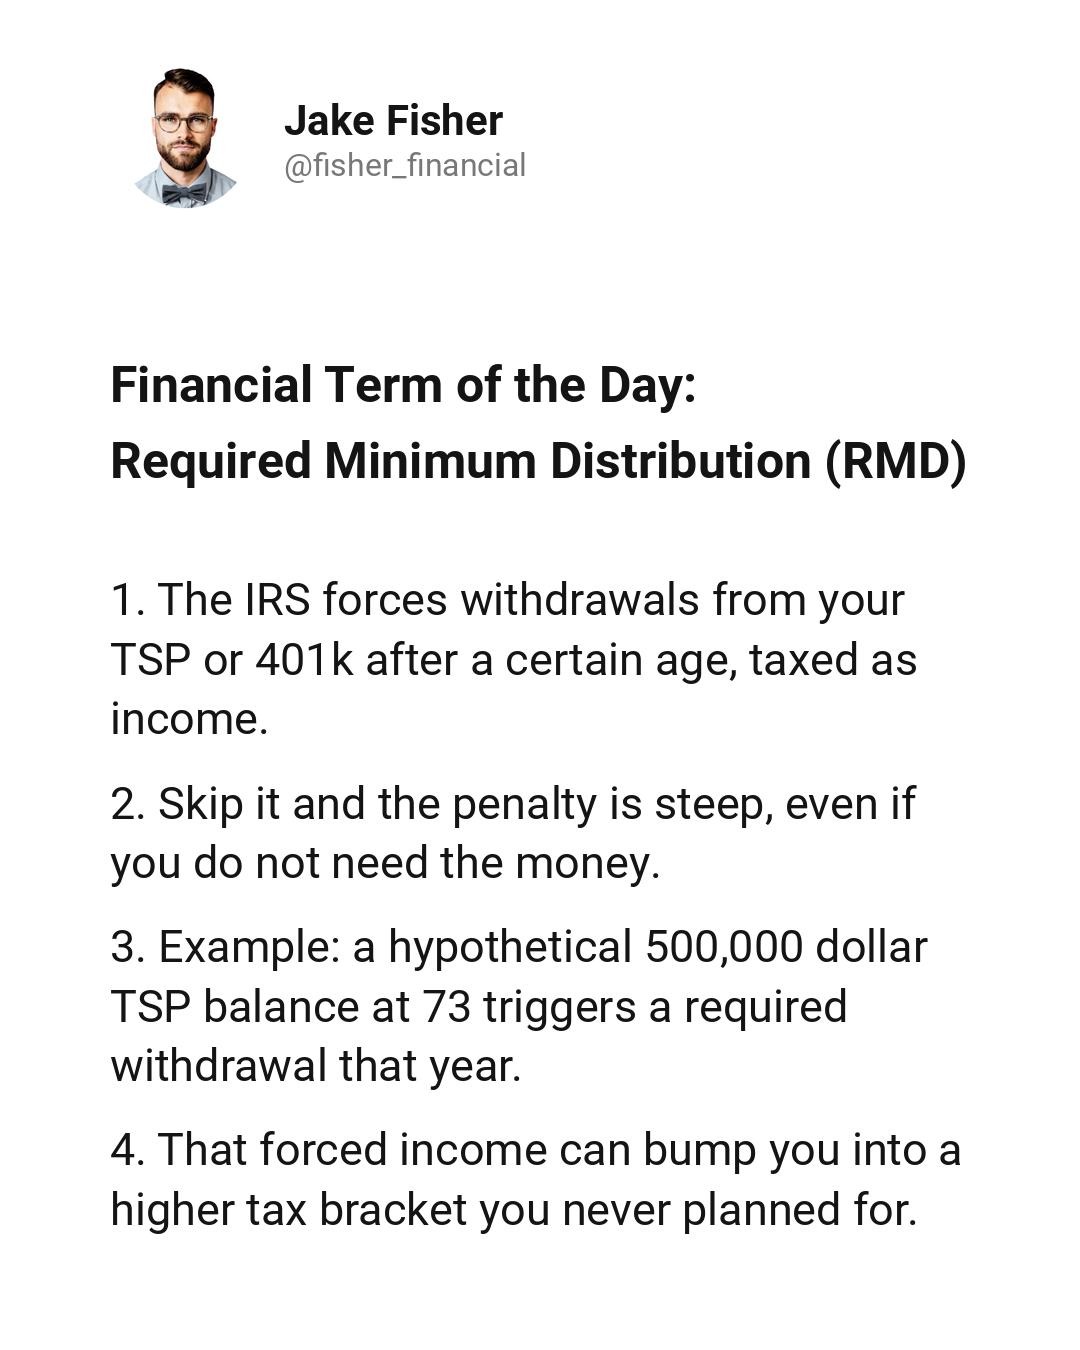 Jake Fisher
@fisher_financial
Financial Term of the Day:
Required Minimum Distribution (RMD)
1. The IRS forces withdrawals from your
TSP or 401k after a certain age, taxed as
income.
2. Skip it and the penalty is steep, even if
you do not need the money.
3. Example: a hypothetical 500,000 dollar
TSP balance at 73 triggers a required
withdrawal that year.
4. That forced income can bump you into a
higher tax bracket you never planned for.